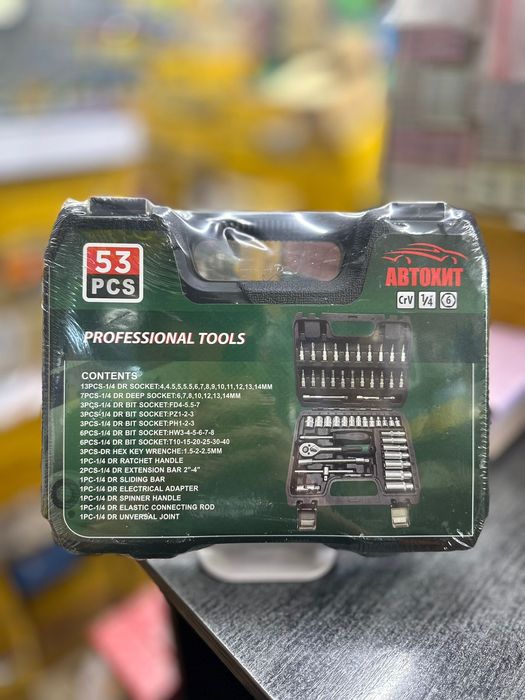 53
PCS
АВТОКИТ
CrV 1/4 6
PROFESSIONAL TOOLS
CONTENTS
13PCS-1/4 DR SOCKET:4,4.5,5,5.5,6,7,8,9,10,11,12,13,14MM
7PCS-1/4 DR DEEP SOCKET:6,7,8,10,12,13,14MM
3PCS-1/4 DR BIT SOCKET:FD4-5.5-7
3PCS-1/4 DR BIT SOCKET:PZ1-2-3
3PCS-1/4 DR BIT SOCKET:PH1-2-3
6PCS-1/4 DR BIT SOCKET:HW3-4-5-6-7-8
6PCS-1/4 DR BIT SOCKET:T10-15-20-25-30-40
3PCS-DR HEX KEY WRENCHE:1.5-2-2.5MM
1PC-1/4 DR RATCHET HANDLE
2PCS-1/4 DR EXTENSION BAR 2"-4"
1PC-1/4 DR SLIDING BAR
1PC-1/4 DR ELECTRICAL ADAPTER
1PC-1/4 DR SPINNER HANDLE
1PC-1/4 DR ELASTIC CONNECTING ROD
1PC-1/4 DR UNVERSAL JOINT